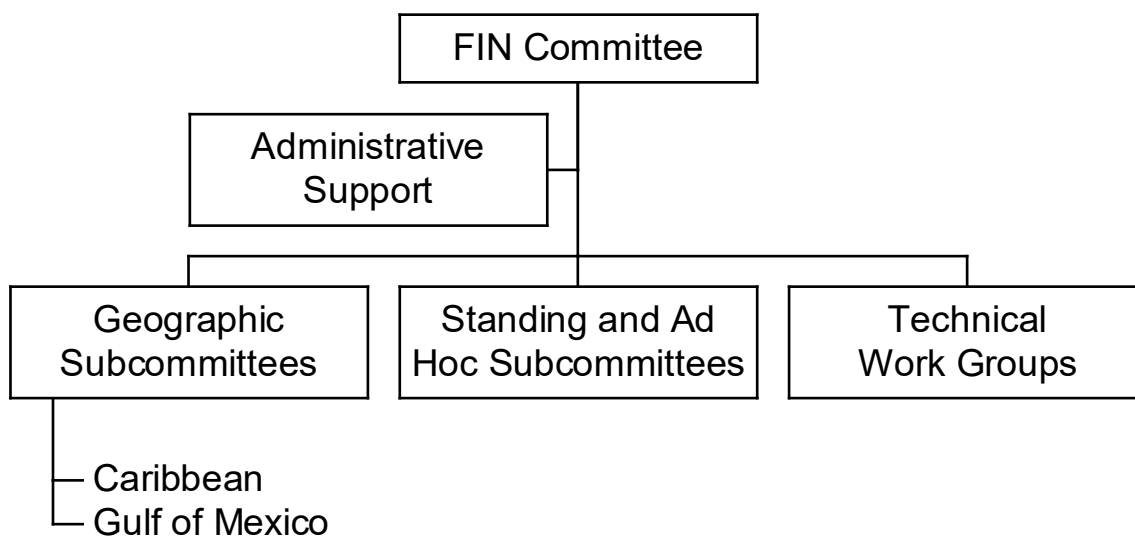 FIN Committee
Administrative
Support
Geographic
Subcommittees
Standing and Ad
Hoc Subcommittees
Technical
Work Groups
Caribbean
Gulf of Mexico